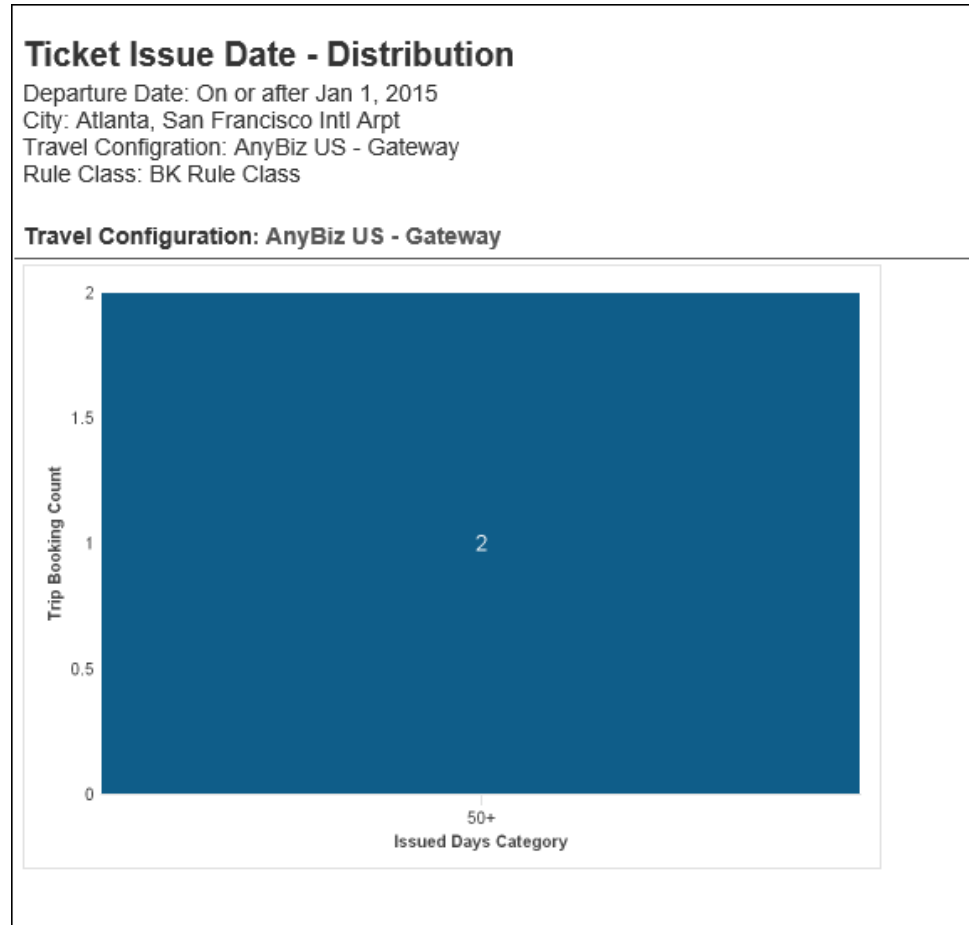 Ticket Issue Date - Distribution
Departure Date: On or after Jan 1, 2015
City: Atlanta, San Francisco Intl Arpt
Travel Configration: AnyBiz US - Gateway
Rule Class: BK Rule Class
Travel Configuration: AnyBiz US - Gateway
2
1.5
1
0.5
0
Trip Booking Count
2
50+
Issued Days Category